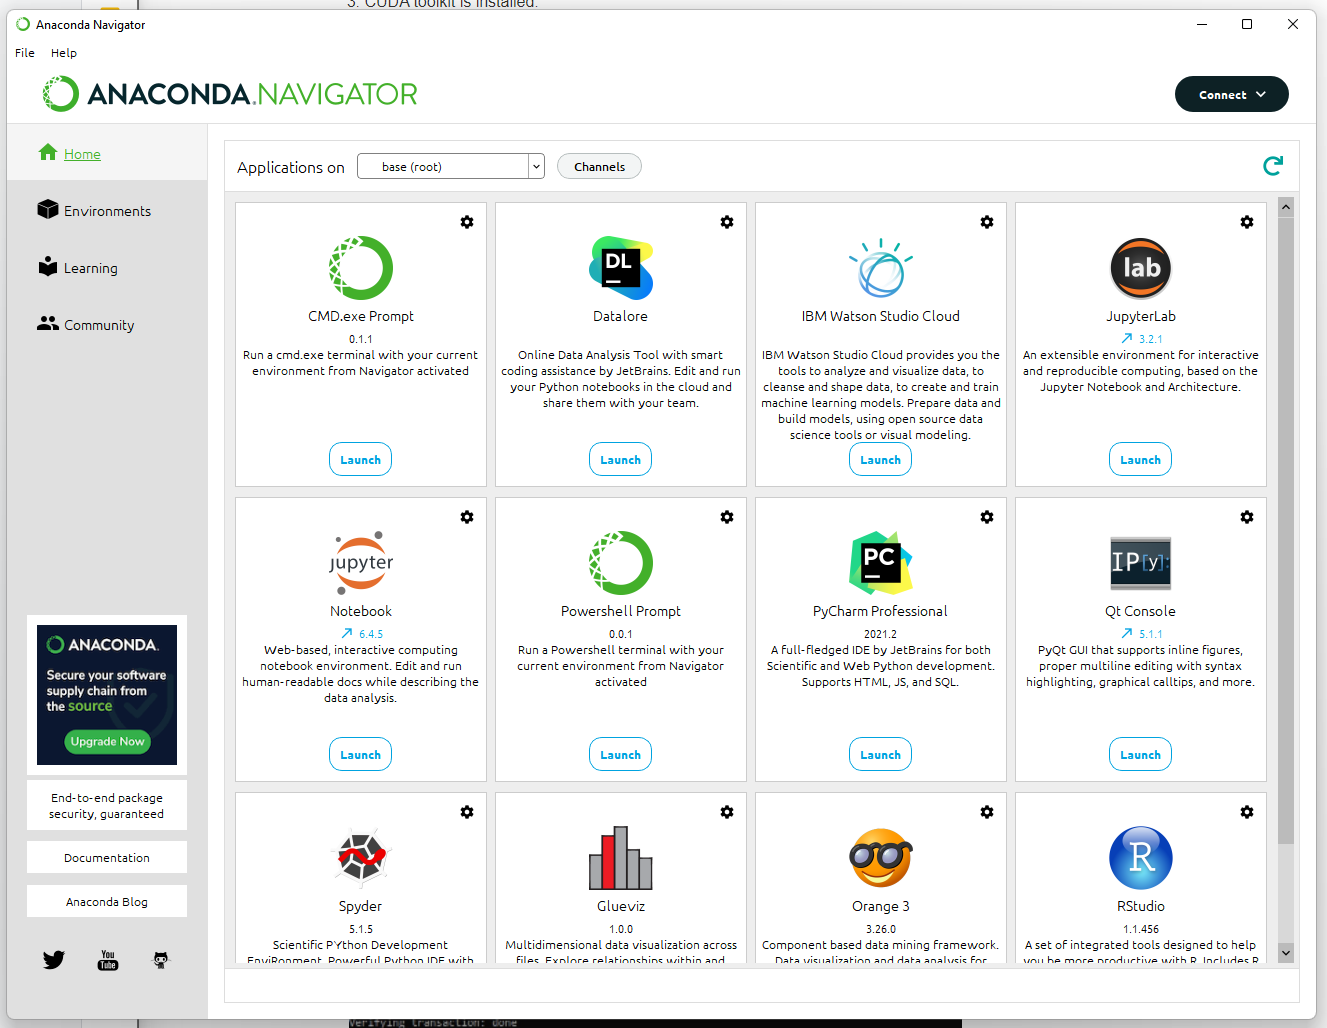 3. CUDA toolkit is installed.
Anaconda Navigator
File Help
ANACONDA.NAVIGATOR
Connect
Home
Environments
Learning
Community
Applications on base (root) Channels
CMD.exe Prompt
0.1.1
Run a cmd.exe terminal with your current
environment from Navigator activated
Launch
DL
Datalore
Online Data Analysis Tool with smart
coding assistance by JetBrains. Edit and run
your Python notebooks in the cloud and
share them with your team.
Launch
IBM Watson Studio Cloud
IBM Watson Studio Cloud provides you the
tools to analyze and visualize data, to
cleanse and shape data, to create and train
machine learning models. Prepare data and
build models, using open source data
science tools or visual modeling.
Launch
lab
JupyterLab
3.2.1
An extensible environment for interactive
and reproducible computing, based on the
Jupyter Notebook and Architecture.
Launch
jupyter
Notebook
6.4.5
Web-based, interactive computing
notebook environment. Edit and run
human-readable docs while describing the
data analysis.
Launch
Powershell Prompt
0.0.1
Run a Powershell terminal with your
current environment from Navigator
activated
Launch
PC
PyCharm Professional
2021.2
A full-fledged IDE by JetBrains for both
Scientific and Web Python development.
Supports HTML, JS, and SQL.
Launch
IP[y]:
Qt Console
5.1.1
PyQt GUI that supports inline figures,
proper multiline editing with syntax
highlighting, graphical calltips, and more.
Launch
Spyder
5.1.5
Scientific PYthon Development
EnviRonment. Powerful Python IDE with
Glueviz
1.0.0
Multidimensional data visualization across
files. Explore relationships within and
Orange 3
3.26.0
Component based data mining framework.
Data visualization and data analysis for
R
RStudio
1.1.456
A set of integrated tools designed to help
you be more productive with R. Includes R
ANACONDA.
Secure your software
supply chain from
the source
Upgrade Now
End-to-end package
security, guaranteed
Documentation
Anaconda Blog
You
Tube
Verifying transaction: done